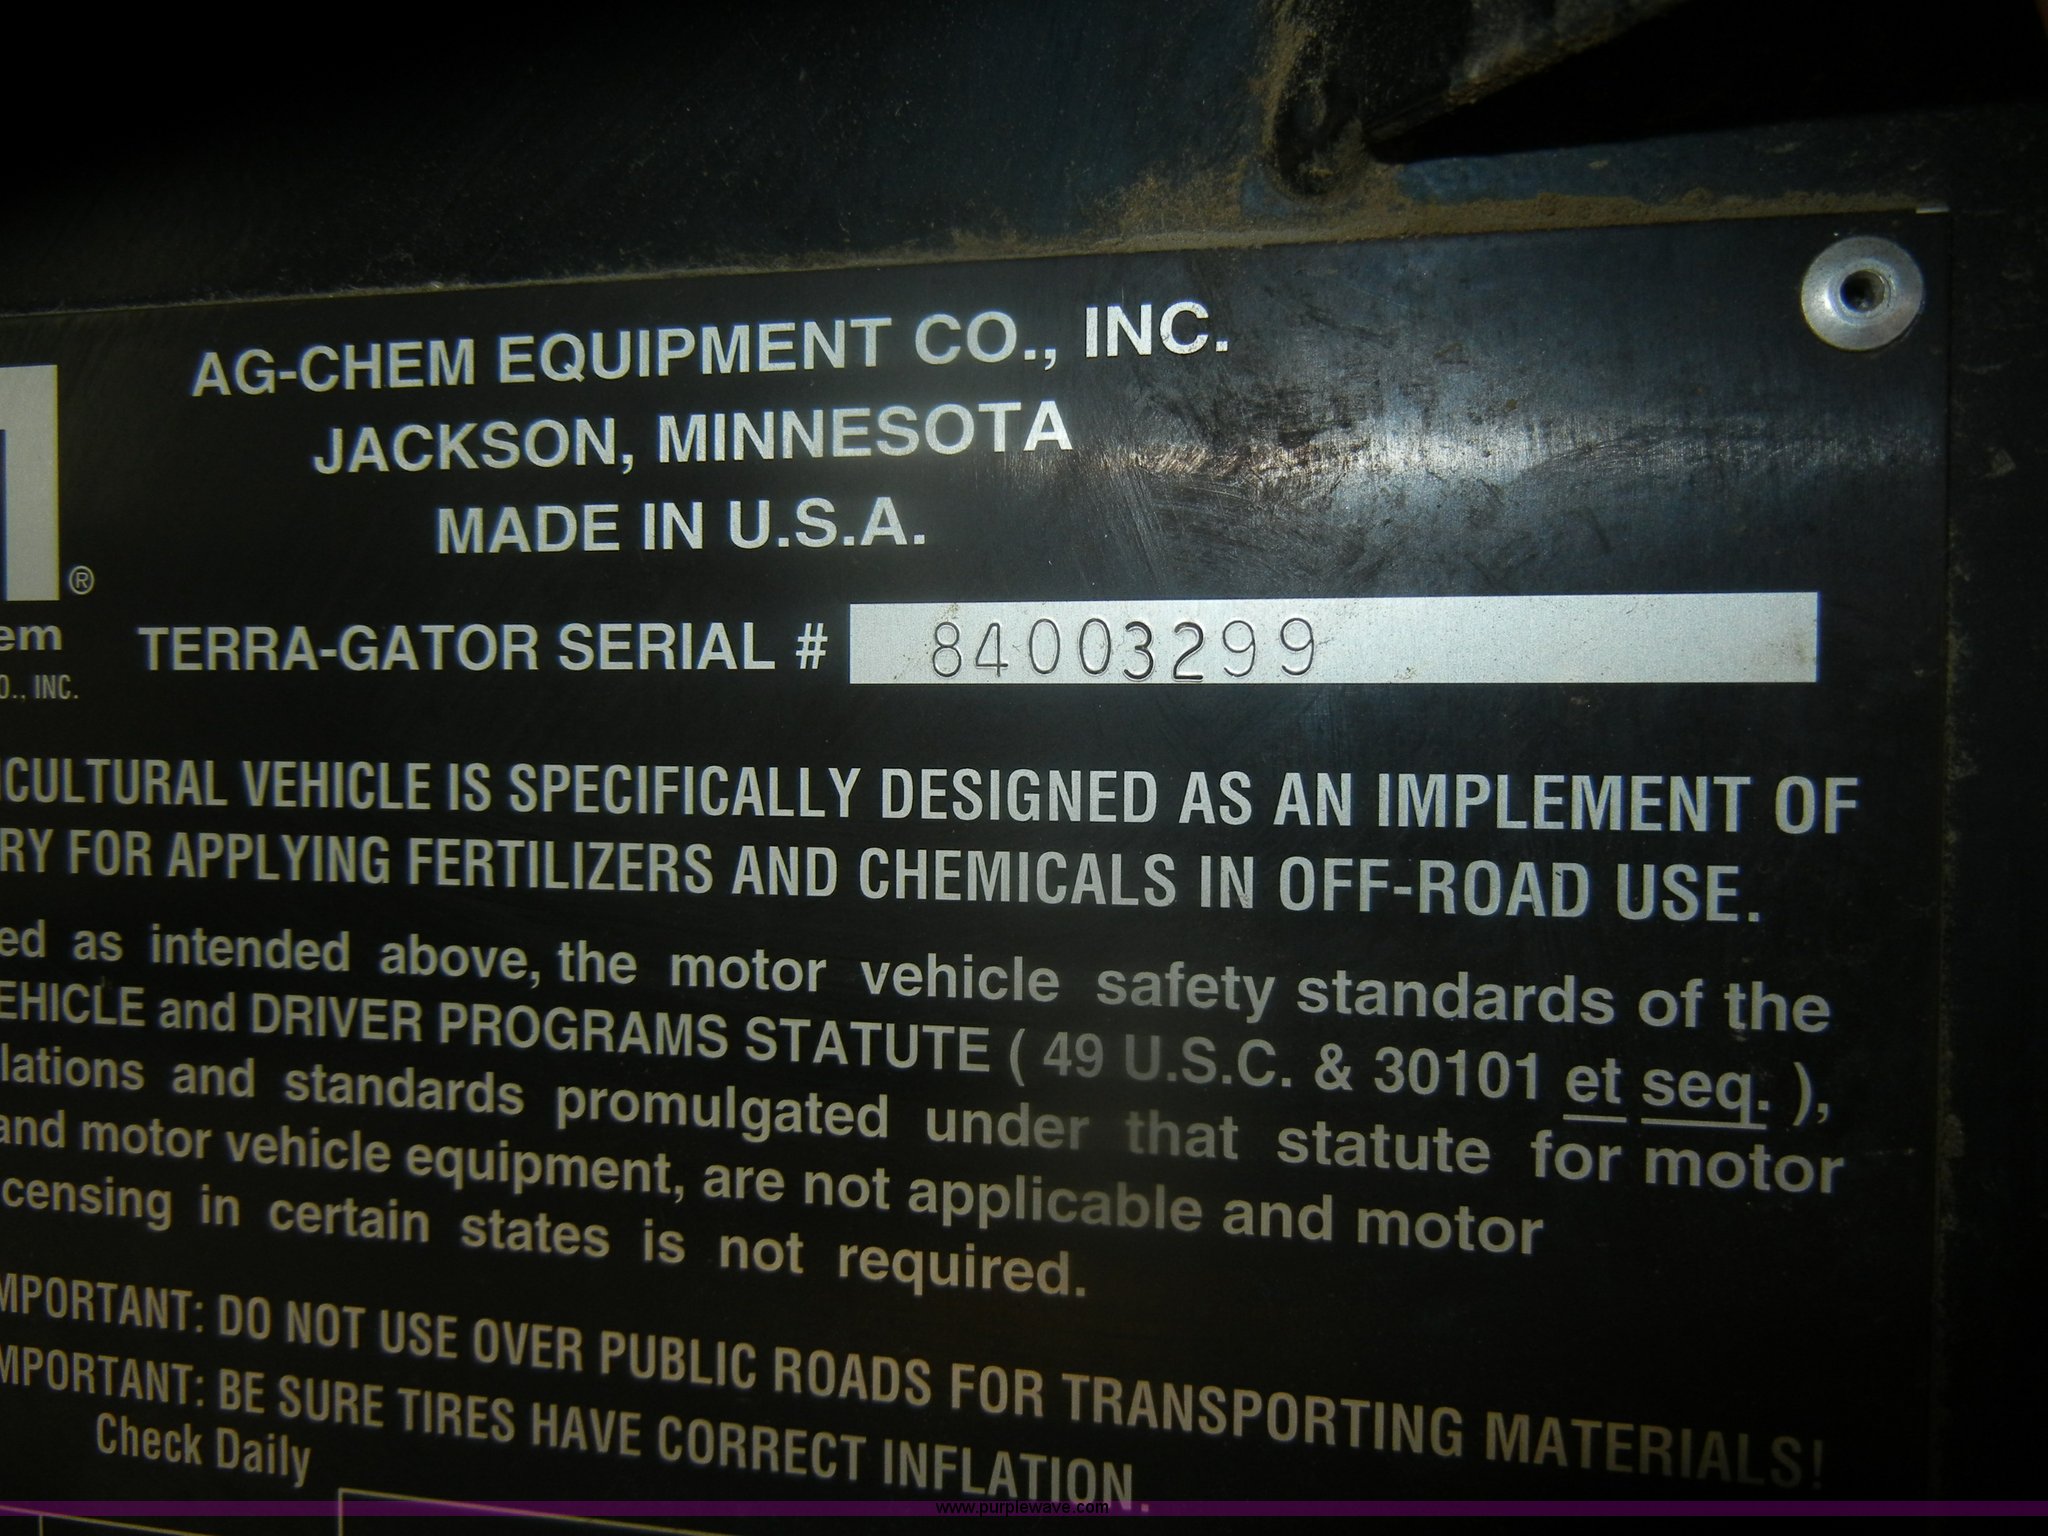 AG-CHEM EQUIPMENT CO., INC.
JACKSON, MINNESOTA
MADE IN U.S.A.
®
em
O., INC.
TERRA-GATOR SERIAL # 84003299
ICULTURAL VEHICLE IS SPECIFICALLY DESIGNED AS AN IMPLEMENT OF
RY FOR APPLYING FERTILIZERS AND CHEMICALS IN OFF-ROAD USE.
ed as intended above, the motor vehicle safety standards of the
EHICLE and DRIVER PROGRAMS STATUTE ( 49 U.S.C. & 30101 et seq. ),
lations and standards promulgated under that statute for motor
and motor vehicle equipment, are not applicable and motor
censing in certain states is not required.
MPORTANT: DO NOT USE OVER PUBLIC ROADS FOR TRANSPORTING MATERIALS!
MPORTANT: BE SURE TIRES HAVE CORRECT INFLATION.
Check Daily
www.purplewave.com